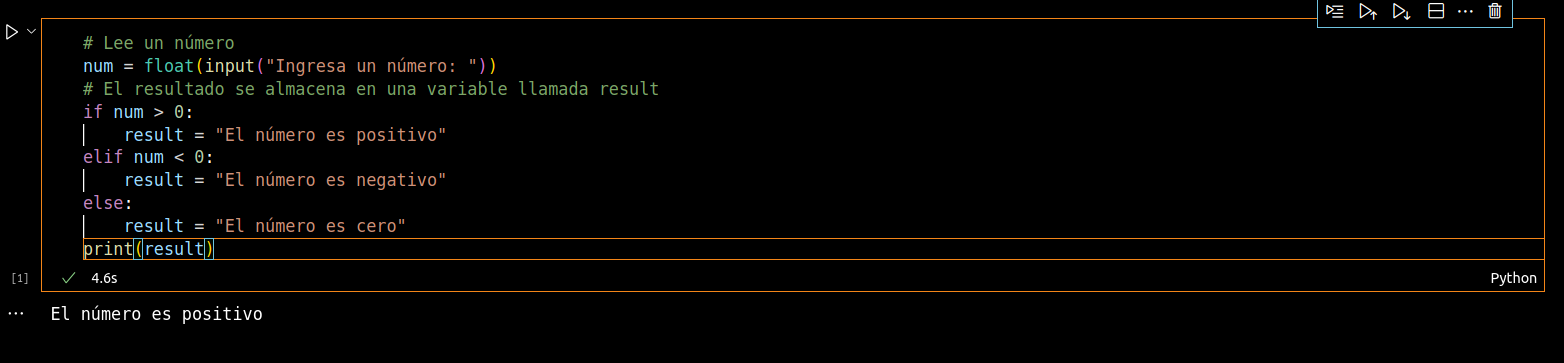 # Lee un número
num = float(input("Ingresa un número: "))
# El resultado se almacena en una variable llamada result
if num > 0:
    result = "El número es positivo"
elif num < 0:
    result = "El número es negativo"
else:
    result = "El número es cero"
print(result)
[1] 4.6s Python
El número es positivo